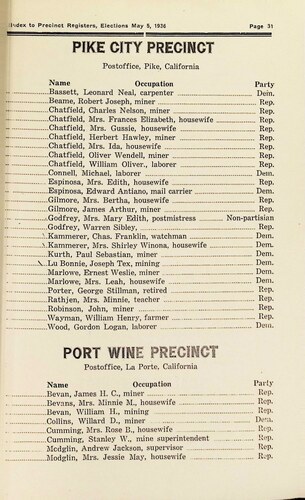 Index to Precinct Registers, Elections May 5, 1936 Page 31
PIKE CITY PRECINCT
Postoffice, Pike, California
Name Occupation Party
Bassett, Leonard Neal, carpenter Dem.
Beame, Robert Joseph, miner Rep.
Chatfield, Charles Nelson, miner Rep.
Chatfield, Mrs. Frances Elizabeth, housewife Rep.
Chatfield, Mrs. Gussie, housewife Rep.
Chatfield, Herbert Hawley, miner Rep.
Chatfield, Mrs. Ida, housewife Rep.
Chatfield, Oliver Wendell, miner Rep.
Chatfield, William Oliver, laborer Rep.
Connell, Michael, laborer Dem.
Espinosa, Mrs. Edith, housewife Rep.
Espinosa, Edward Antiano, mail carrier Dem.
Gilmore, Mrs. Bertha, housewife Rep.
Gilmore, James Arthur, miner Rep.
Godfrey, Mrs. Mary Edith, postmistress Non-partisian
Godfrey, Warren Sibley, Rep.
Kammerer, Chas. Franklin, watchman Dem.
Kammerer, Mrs. Shirley Winona, housewife Dem.
Kurth, Paul Sebastian, miner Dem.
La Bonnie, Joseph Tex, mining Dem.
Marlowe, Ernest Weslie, miner Dem.
Marlowe, Mrs. Leah, housewife Dem.
Porter, George Stillman, retired Rep.
Rathjen, Mrs. Minnie, teacher Rep.
Robinson, John, miner Rep.
Wayman, William Henry, farmer Rep.
Wood, Gordon Logan, laborer Dem.
PORT WINE PRECINCT
Postoffice, La Porte, California
Name Occupation Party
Bevan, James H. C., miner Rep.
Bevans, Mrs. Minnie M., housewife Rep.
Bevan, William H., mining Rep.
Collins, Willard D., miner Dem.
Cumming, Mrs. Rose B., housewife Rep.
Cumming, Stanley W., mine superintendent Rep.
Modglin, Andrew Jackson, supervisor Rep.
Modglin, Mrs. Jessie May, housewife Rep.